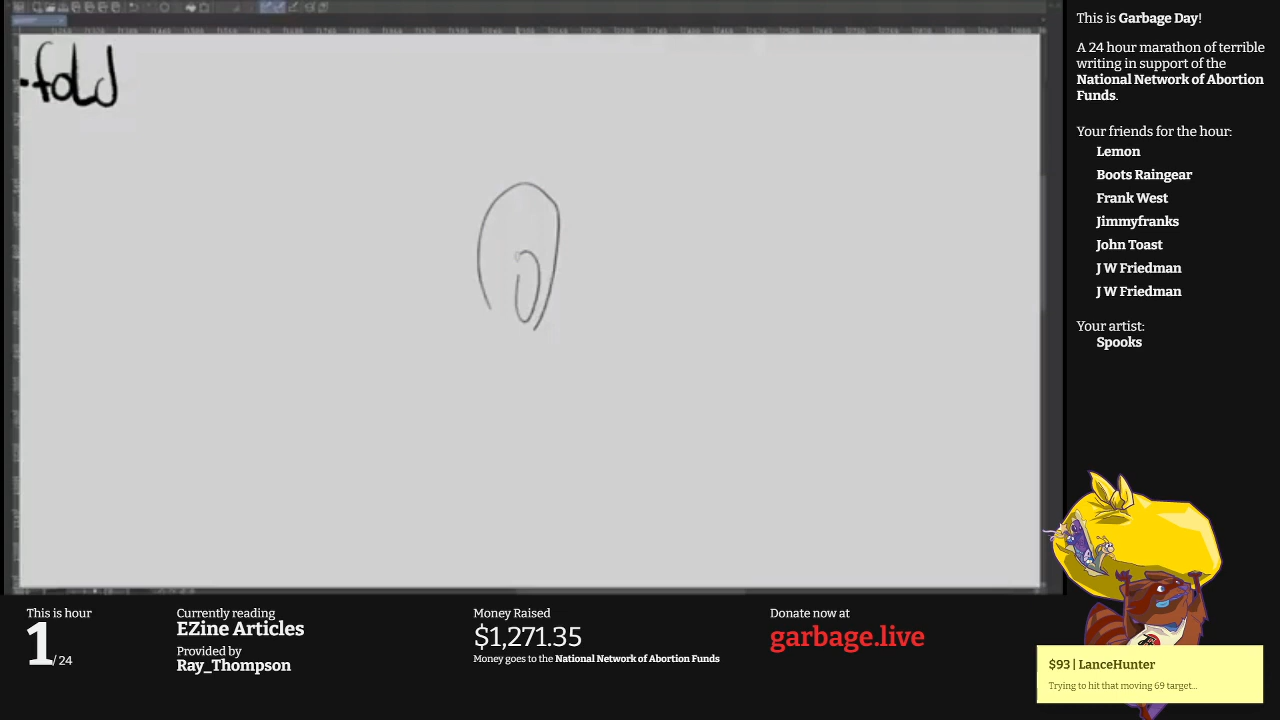 -fold
This is Garbage Day!
A 24 hour marathon of terrible
writing in support of the
National Network of Abortion
Funds.
Your friends for the hour:
Lemon
Boots Raingear
Frank West
Jimmyfranks
John Toast
J W Friedman
J W Friedman
Your artist:
Spooks
This is hour
1/ 24
Currently reading
EZine Articles
Provided by
Ray_Thompson
Money Raised
$1,271.35
Money goes to the National Network of Abortion Funds
Donate now at
garbage.live
$93 | LanceHunter
Trying to hit that moving 69 target...